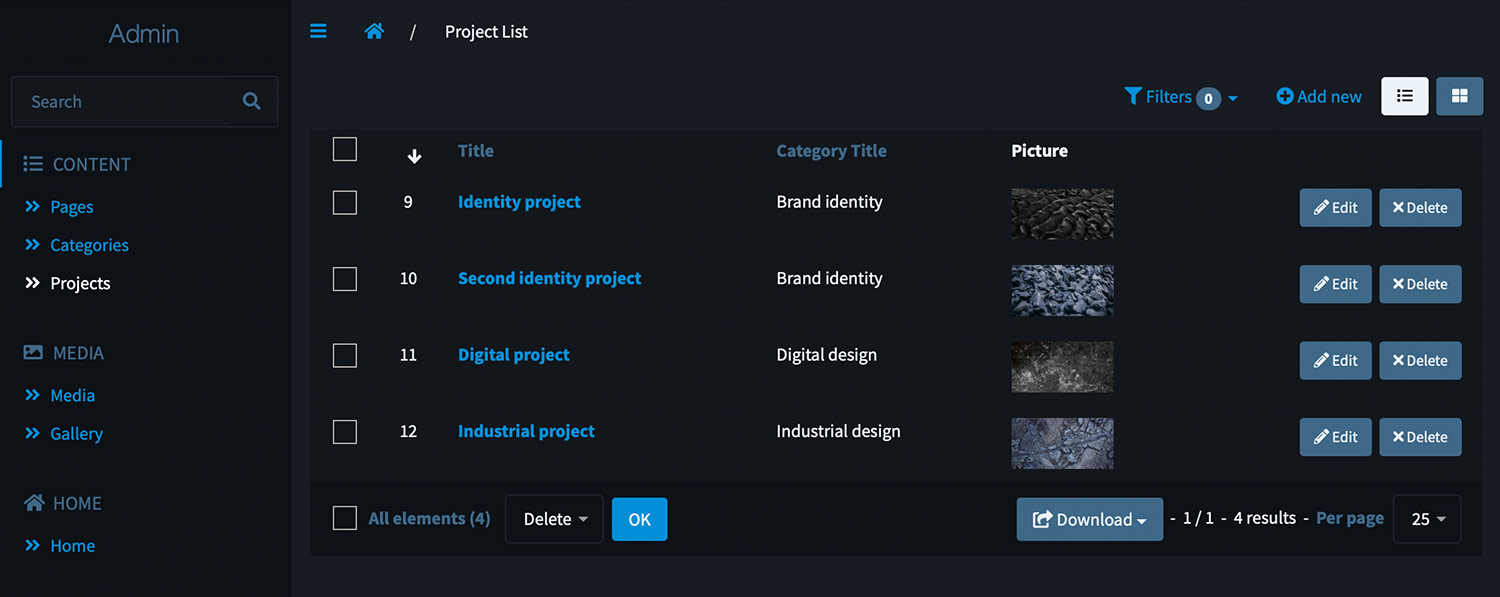 Admin
Search
CONTENT
Pages
Categories
Projects
MEDIA
Media
Gallery
HOME
Home
/ Project List
Filters 0 Add new
Title Category Title Picture
9 Identity project Brand identity Edit Delete
10 Second identity project Brand identity Edit Delete
11 Digital project Digital design Edit Delete
12 Industrial project Industrial design Edit Delete
All elements (4) Delete OK Download - 1 / 1 - 4 results - Per page 25